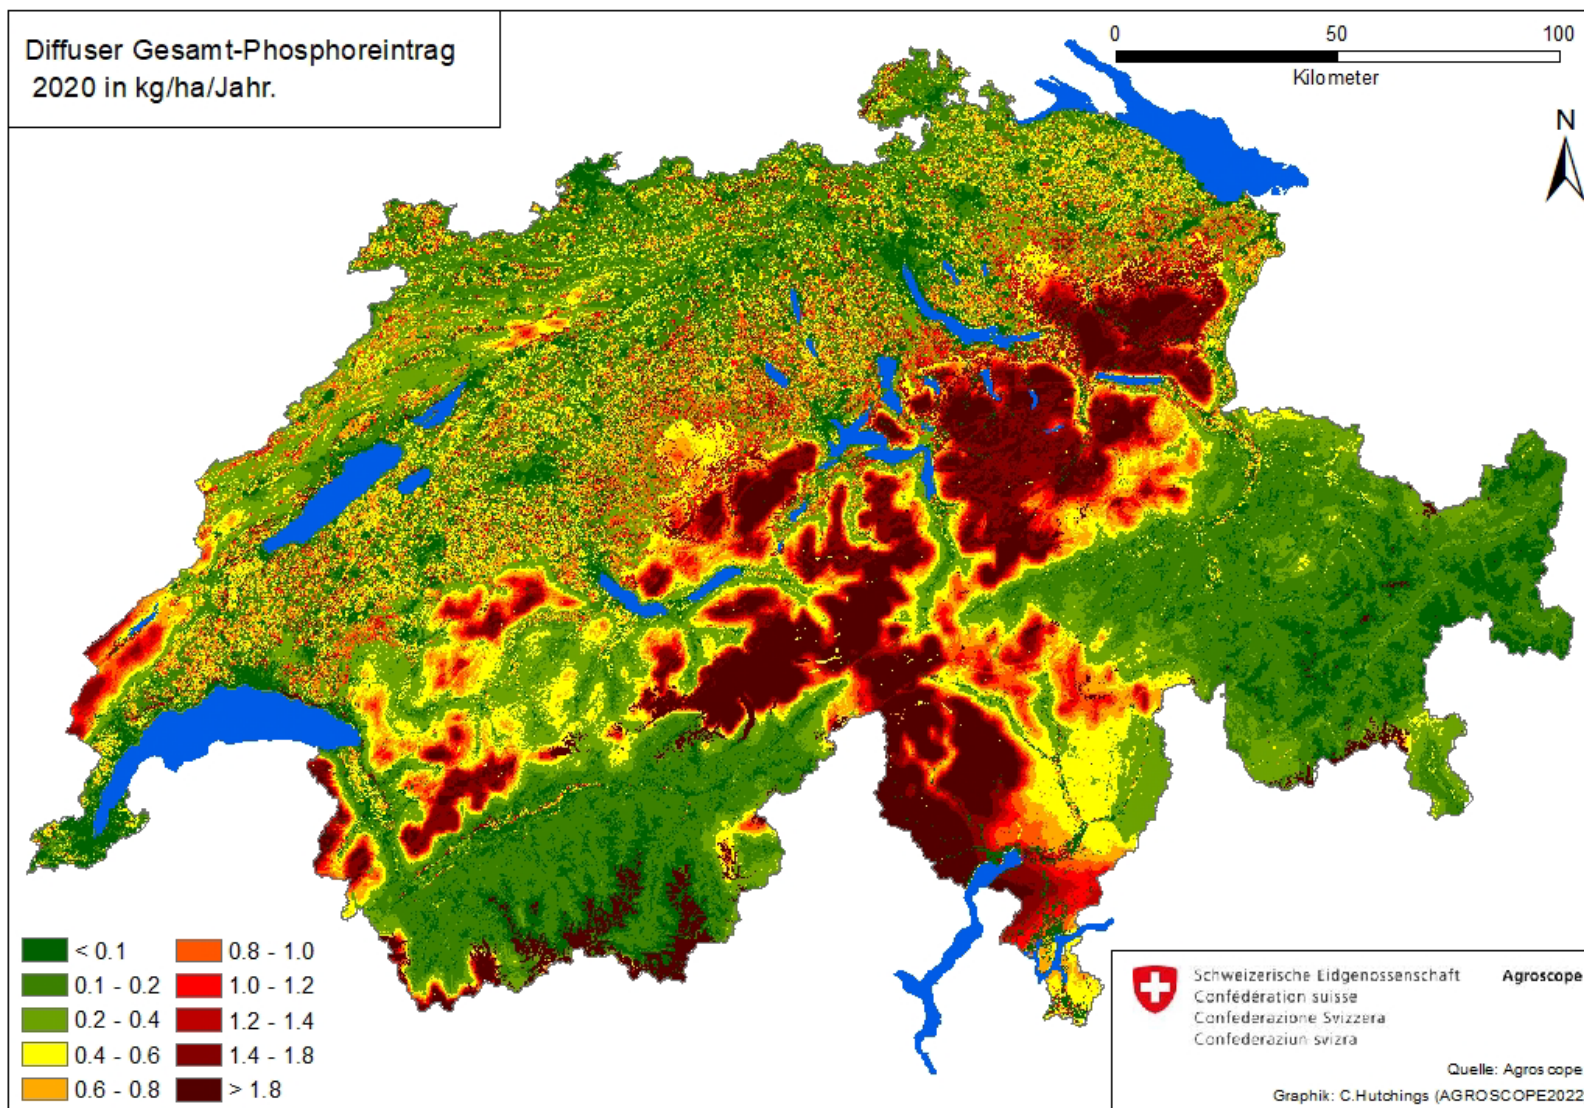 Diffuser Gesamt-Phosphoreintrag
2020 in kg/ha/Jahr.
0 50 100
Kilometer
N
< 0.1
0.1 - 0.2
0.2 - 0.4
0.4 - 0.6
0.6 - 0.8
0.8 - 1.0
1.0 - 1.2
1.2 - 1.4
1.4 - 1.8
> 1.8
Schweizerische Eidgenossenschaft
Confédération suisse
Confederazione Svizzera
Confederaziun svizra
Agroscope
Quelle: Agroscope
Graphik: C.Hutchings (AGROSCOPE2022